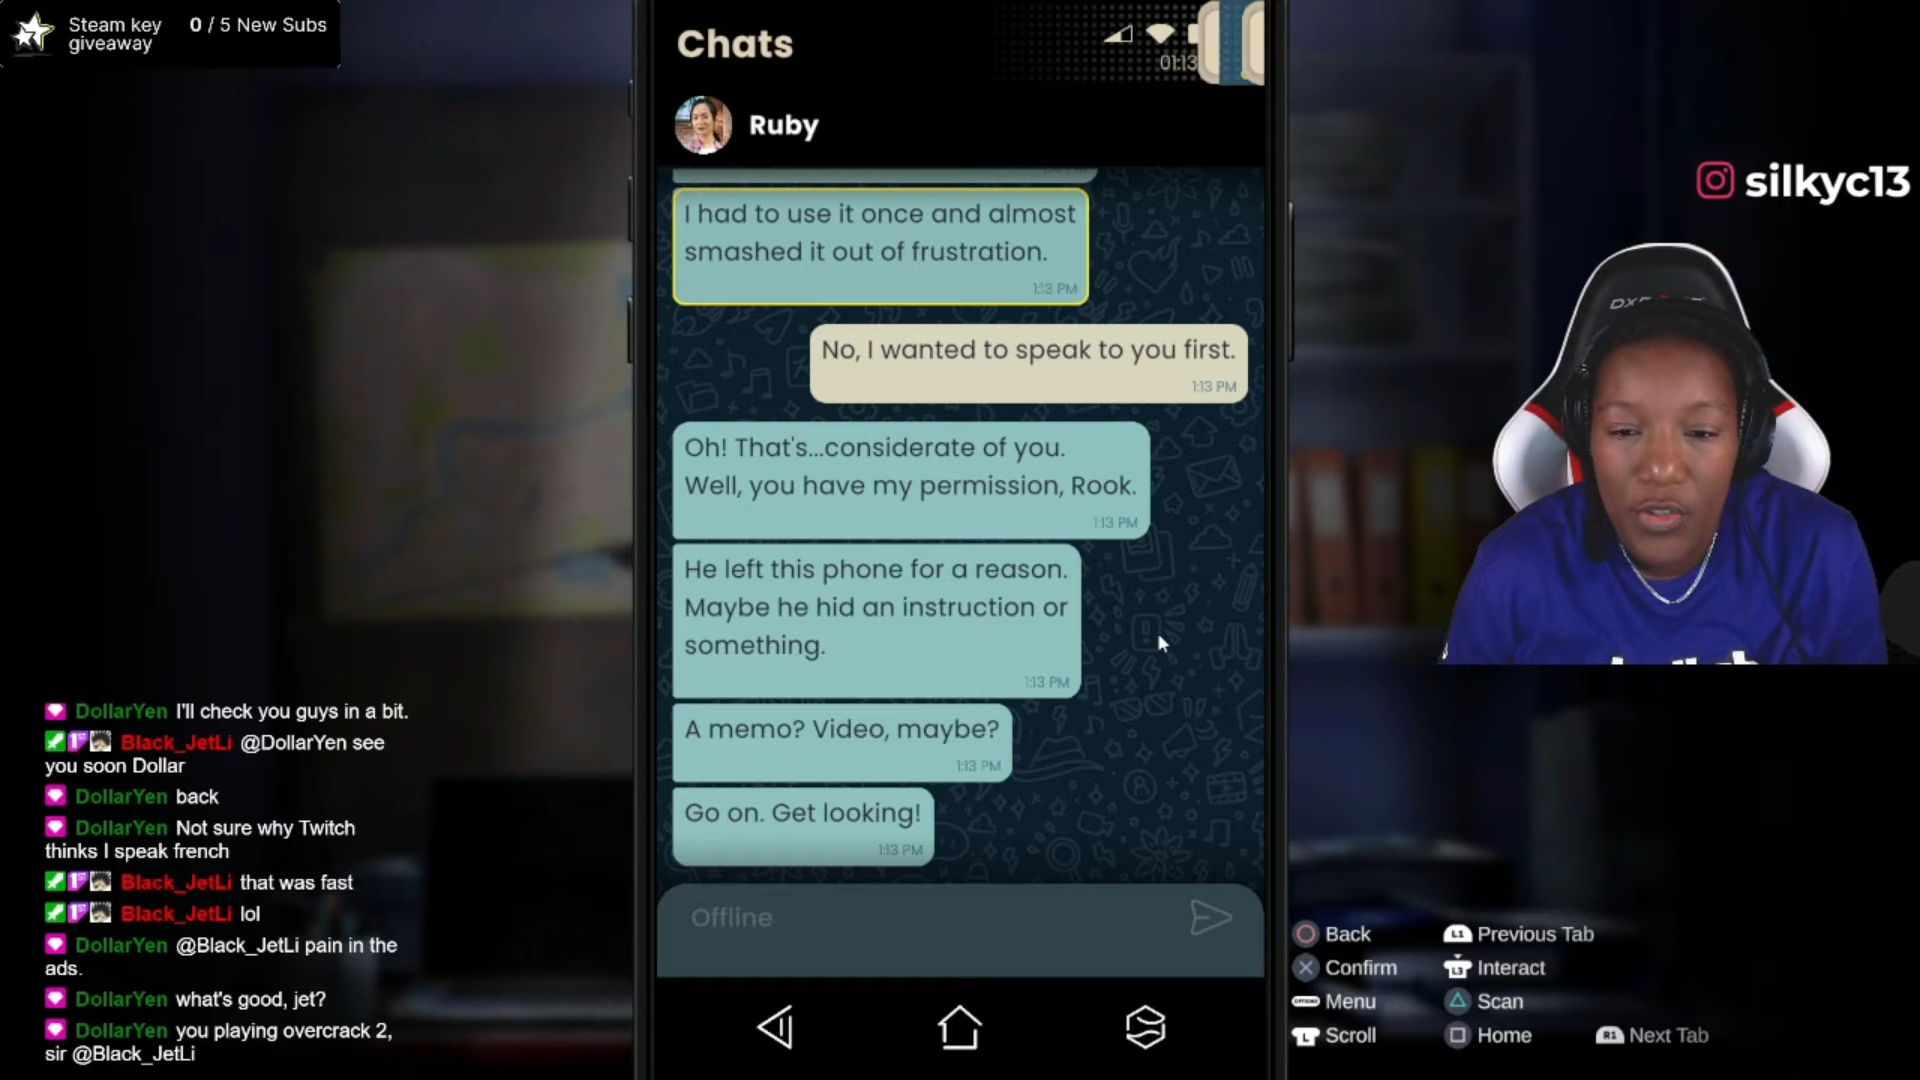 Steam key
giveaway
0 / 5 New Subs
Chats
01:13
Ruby
I had to use it once and almost
smashed it out of frustration.
1:13 PM
No, I wanted to speak to you first.
1:13 PM
Oh! That's...considerate of you.
Well, you have my permission, Rook.
1:13 PM
He left this phone for a reason.
Maybe he hid an instruction or
something.
1:13 PM
A memo? Video, maybe?
1:13 PM
Go on. Get looking!
1:13 PM
Offline
silkyc13
DollarYen I'll check you guys in a bit.
Black_JetLi @DollarYen see
you soon Dollar
DollarYen back
DollarYen Not sure why Twitch
thinks I speak french
Black_JetLi that was fast
Black_JetLi lol
DollarYen @Black_JetLi pain in the
ads.
DollarYen what's good, jet?
DollarYen you playing overcrack 2,
sir @Black_JetLi
Back
L1 Previous Tab
Confirm
L3 Interact
OPTIONS Menu
Scan
L Scroll
Home
R1 Next Tab